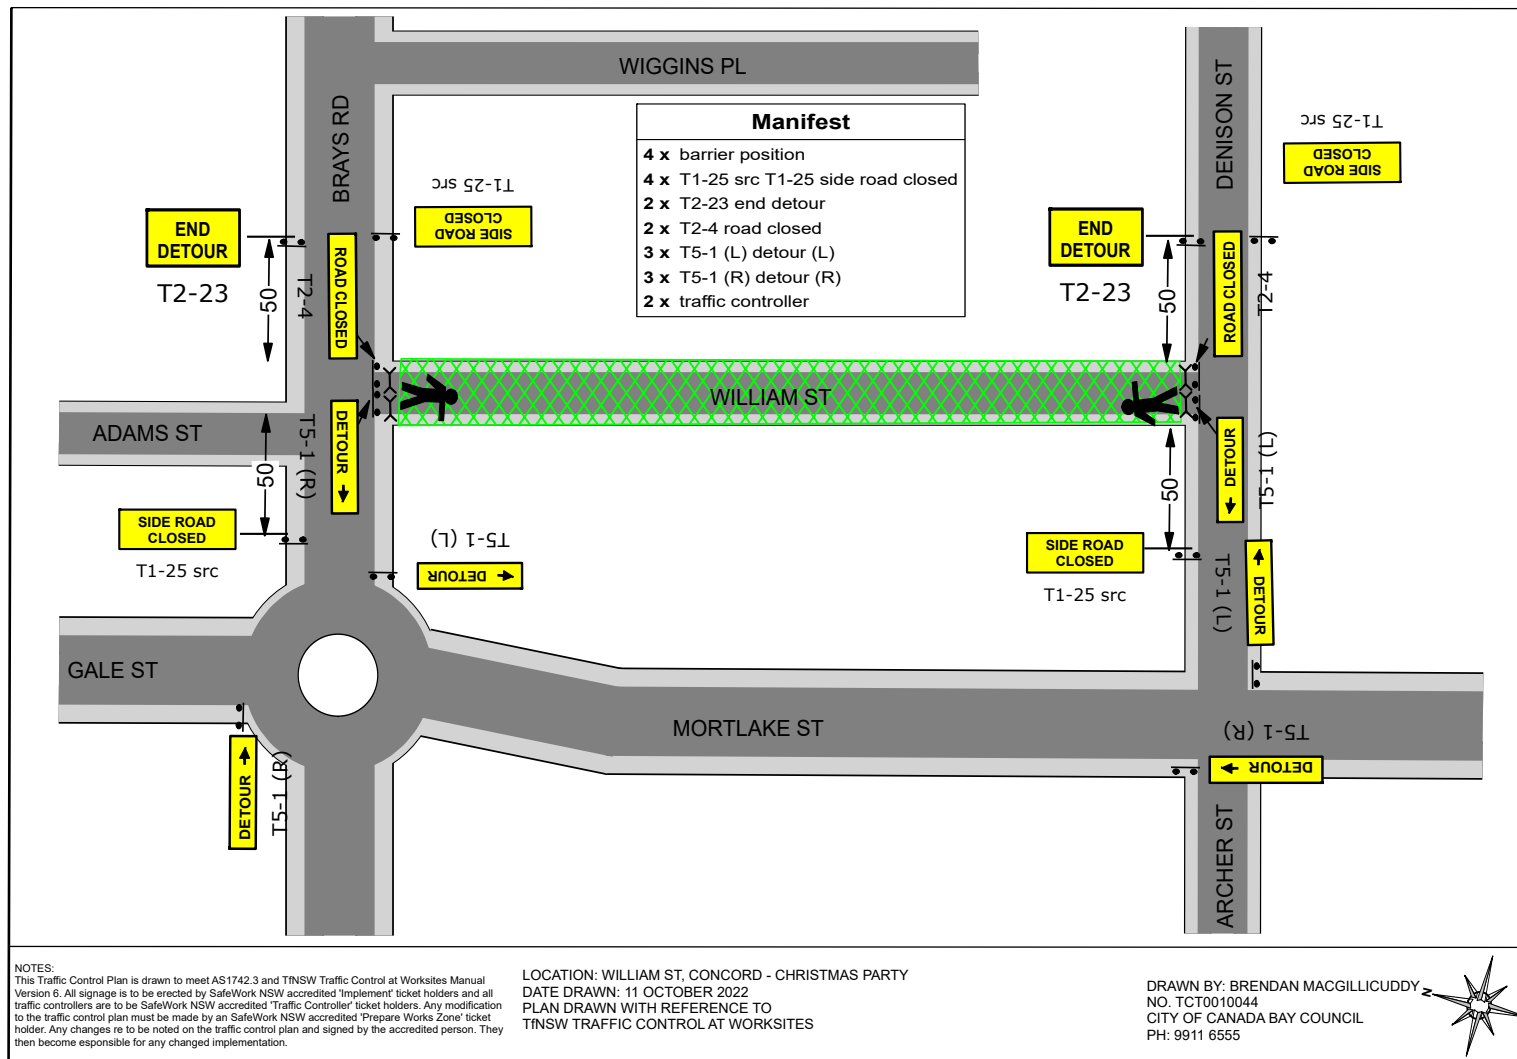 WIGGINS PL
BRAYS RD
DENISON ST
Manifest
4 x barrier position
4 x T1-25 src T1-25 side road closed
2 x T2-23 end detour
2 x T2-4 road closed
3 x T5-1 (L) detour (L)
3 x T5-1 (R) detour (R)
2 x traffic controller
T1-25 src
SIDE ROAD
CLOSED
T1-25 src
SIDE ROAD
CLOSED
END
DETOUR
T2-23
50
T2-4
ROAD CLOSED
END
DETOUR
T2-23
50
ROAD CLOSED
T2-4
WILLIAM ST
ADAMS ST
50
T5-1 (R)
DETOUR
SIDE ROAD
CLOSED
T1-25 src
T5-1 (L)
DETOUR
50
SIDE ROAD
CLOSED
T1-25 src
DETOUR
T5-1 (L)
T5-1 (L)
DETOUR
GALE ST
MORTLAKE ST
DETOUR
T5-1 (R)
T5-1 (R)
DETOUR
ARCHER ST
NOTES:
This Traffic Control Plan is drawn to meet AS1742.3 and TfNSW Traffic Control at Worksites Manual
Version 6. All signage is to be erected by SafeWork NSW accredited 'Implement' ticket holders and all
traffic controllers are to be SafeWork NSW accredited 'Traffic Controller' ticket holders. Any modification
to the traffic control plan must be made by an SafeWork NSW accredited 'Prepare Works Zone' ticket
holder. Any changes re to be noted on the traffic control plan and signed by the accredited person. They
then become esponsible for any changed implementation.
LOCATION: WILLIAM ST, CONCORD - CHRISTMAS PARTY
DATE DRAWN: 11 OCTOBER 2022
PLAN DRAWN WITH REFERENCE TO
TfNSW TRAFFIC CONTROL AT WORKSITES
DRAWN BY: BRENDAN MACGILLICUDDY
NO. TCT0010044
CITY OF CANADA BAY COUNCIL
PH: 9911 6555
N